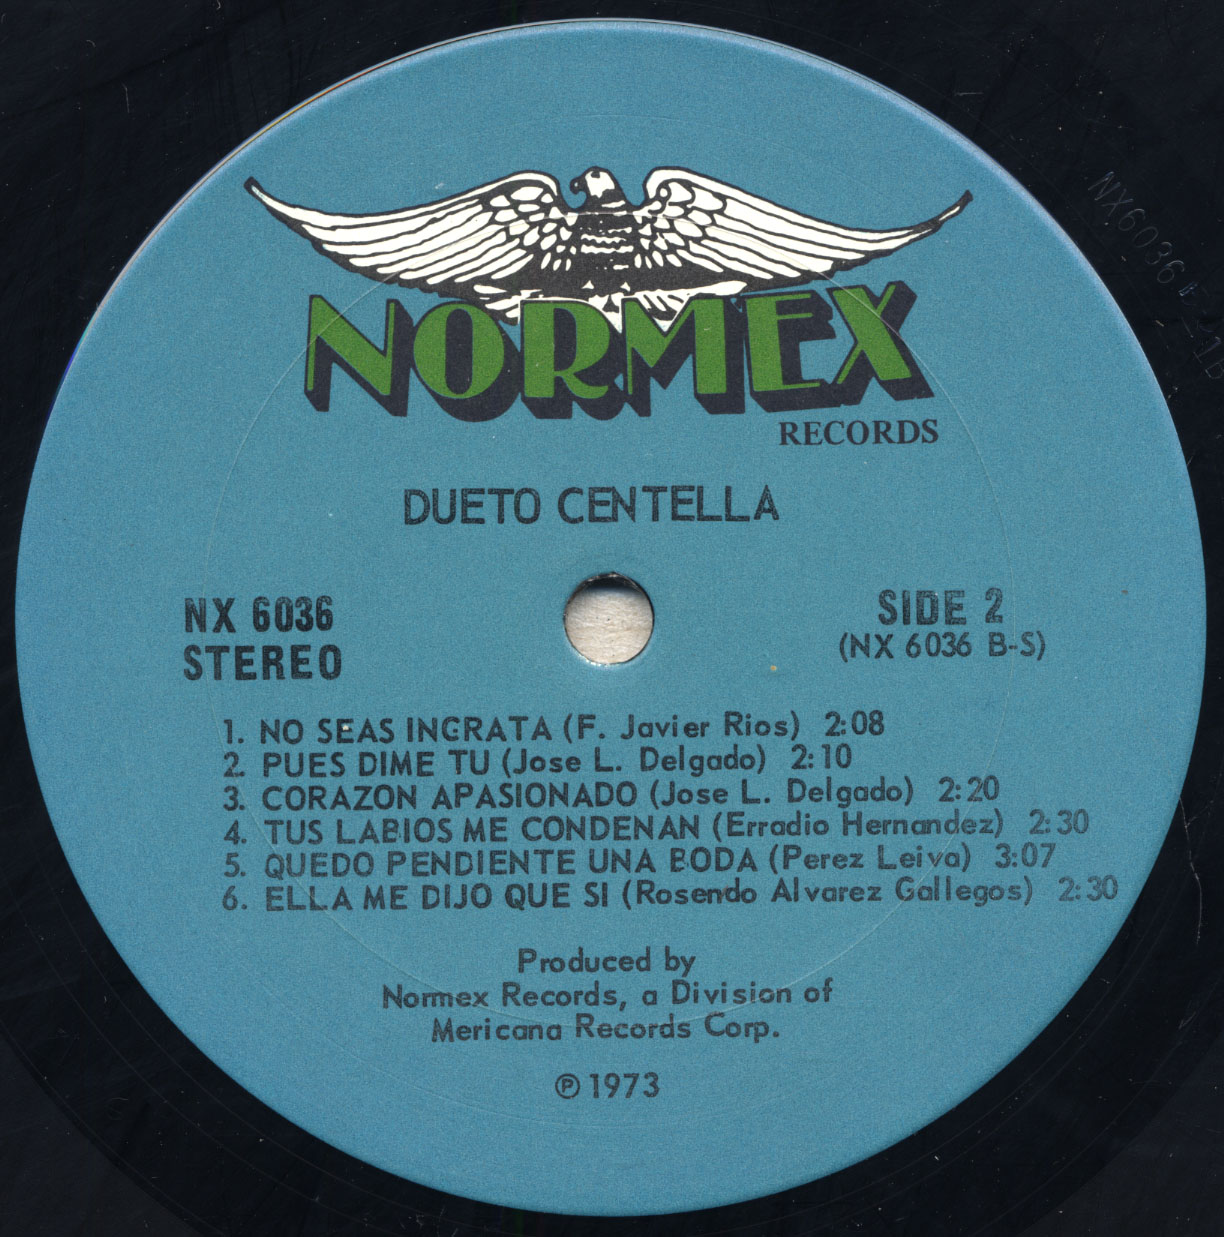 NORMEX
RECORDS
DUETO CENTELLA
NX 6036
STEREO
SIDE 2
(NX 6036 B-S)
1. NO SEAS INGRATA (F. Javier Rios) 2:08
2. PUES DIME TU (Jose L. Delgado) 2:10
3. CORAZON APASIONADO (Jose L. Delgado) 2:20
4. TUS LABIOS ME CONDENAN (Erradio Hernandez) 2:30
5. QUEDO PENDIENTE UNA BODA (Perez Leiva) 3:07
6. ELLA ME DIJO QUE SI (Rosendo Alvarez Gallegos) 2:30
Produced by
Normex Records, a Division of
Mericana Records Corp.
℗ 1973
NX6036